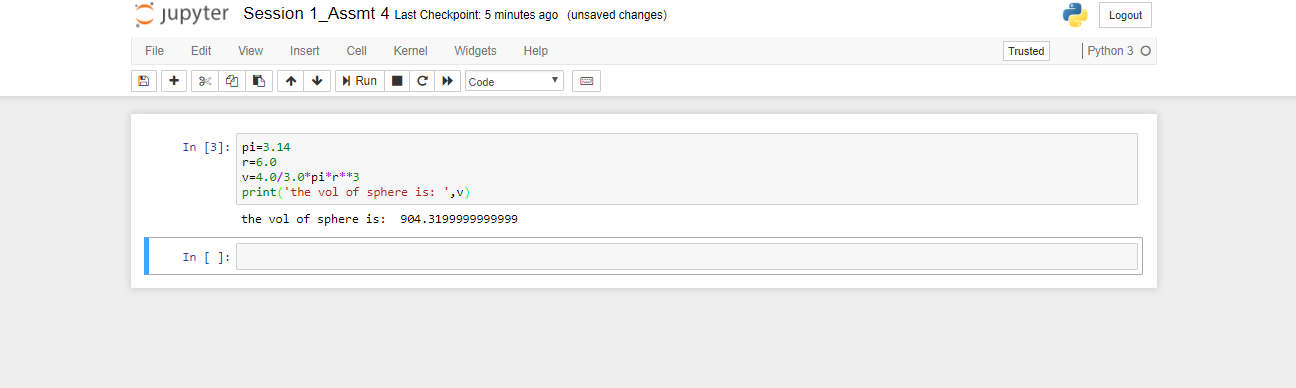 jupyter Session 1_Assmt 4 Last Checkpoint: 5 minutes ago (unsaved changes) Logout
File Edit View Insert Cell Kernel Widgets Help Trusted Python 3
Run Code
In [3]: pi=3.14
r=6.0
v=4.0/3.0*pi*r**3
print('the vol of sphere is: ',v)
the vol of sphere is:  904.3199999999999
In [ ]: